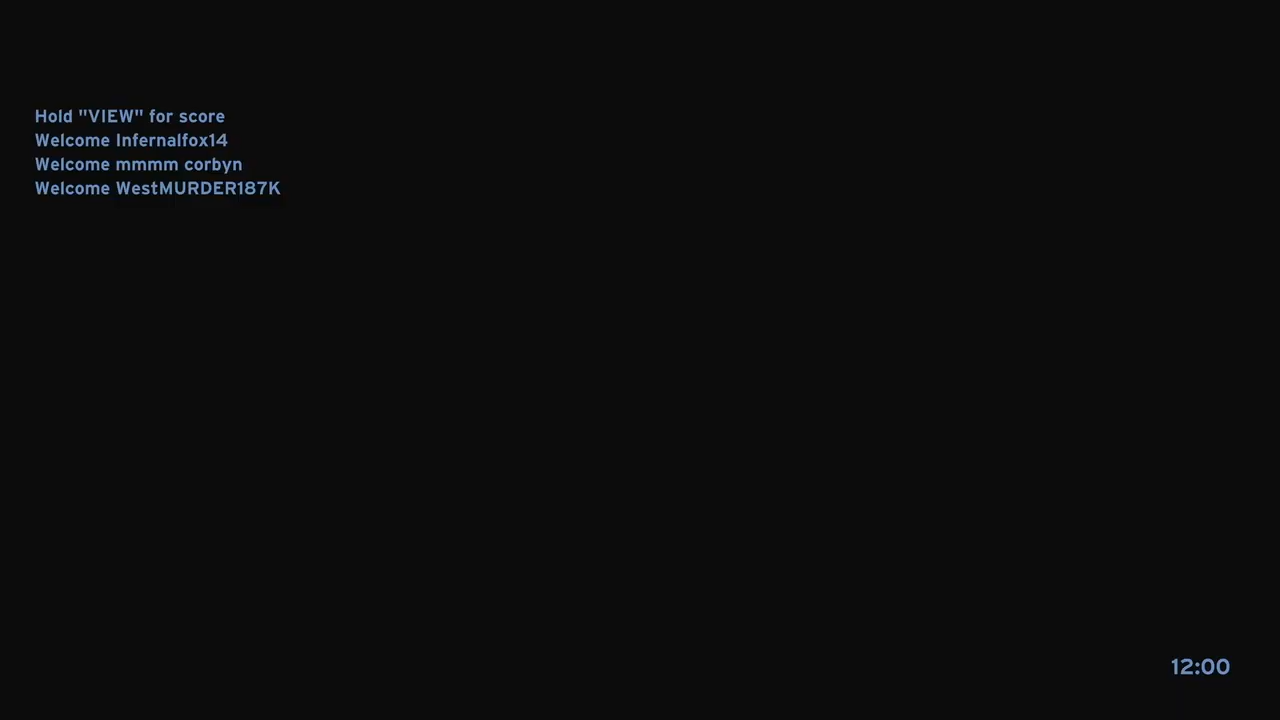 Hold "VIEW" for score
Welcome Infernalfox14
Welcome mmmm corbyn
Welcome WestMURDER187K
12:00